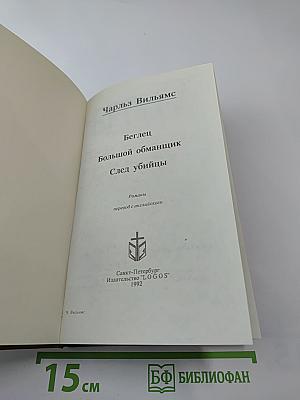 Чарльз Вильямс
Беглец
Большой обманщик
След убийцы
Романы
перевод с английского
Санкт-Петербург
Издательство "LOGOS"
1992
15 см
БФ БИБЛИОФАН